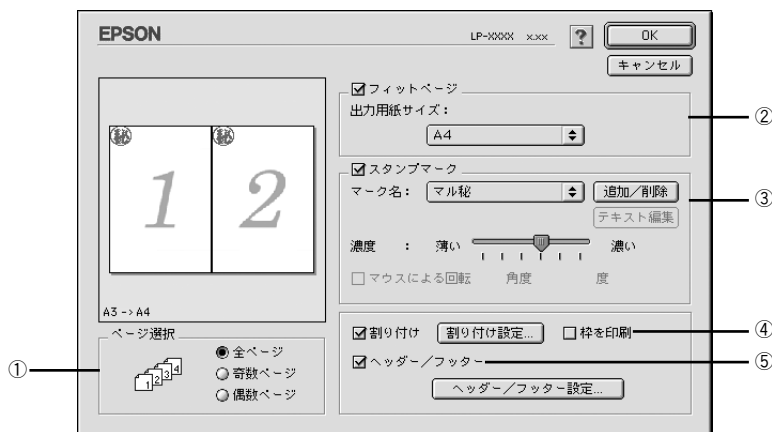 EPSON
LP-XXXX x.xx
?
OK
キャンセル
秘
秘
1
2
A3 -> A4
フィットページ
出力用紙サイズ：
A4
②
スタンプマーク
マーク名： マル秘 追加／削除
③
テキスト編集
濃度 ： 薄い 濃い
マウスによる回転 角度 度
ページ選択
①
1 2 3 4
全ページ
奇数ページ
偶数ページ
割り付け 割り付け設定... 枠を印刷
④
ヘッダー／フッター
⑤
ヘッダー／フッター設定...